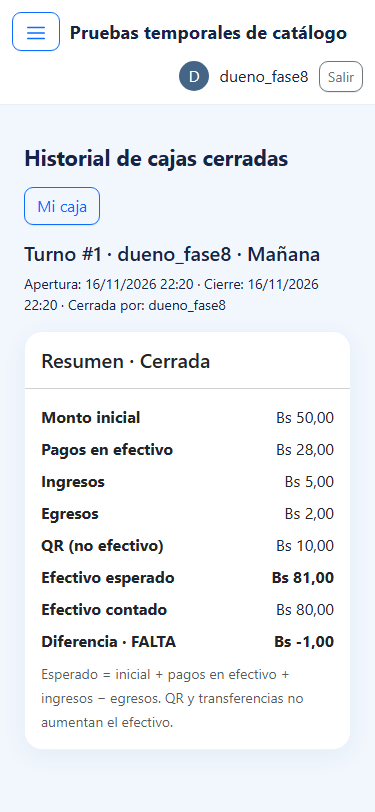 Pruebas temporales de catálogo
D dueno_fase8 Salir
Historial de cajas cerradas
Mi caja
Turno #1 · dueno_fase8 · Mañana
Apertura: 16/11/2026 22:20 · Cierre: 16/11/2026
22:20 · Cerrada por: dueno_fase8
Resumen · Cerrada
Monto inicial Bs 50,00
Pagos en efectivo Bs 28,00
Ingresos Bs 5,00
Egresos Bs 2,00
QR (no efectivo) Bs 10,00
Efectivo esperado Bs 81,00
Efectivo contado Bs 80,00
Diferencia · FALTA Bs -1,00
Esperado = inicial + pagos en efectivo +
ingresos − egresos. QR y transferencias no
aumentan el efectivo.